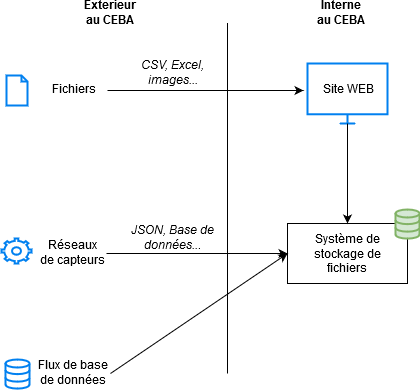 Extérieur
au CEBA
Interne
au CEBA
CSV, Excel,
images...
Fichiers
Site WEB
JSON, Base de
données...
Réseaux
de capteurs
Système de
stockage de
fichiers
Flux de base
de données